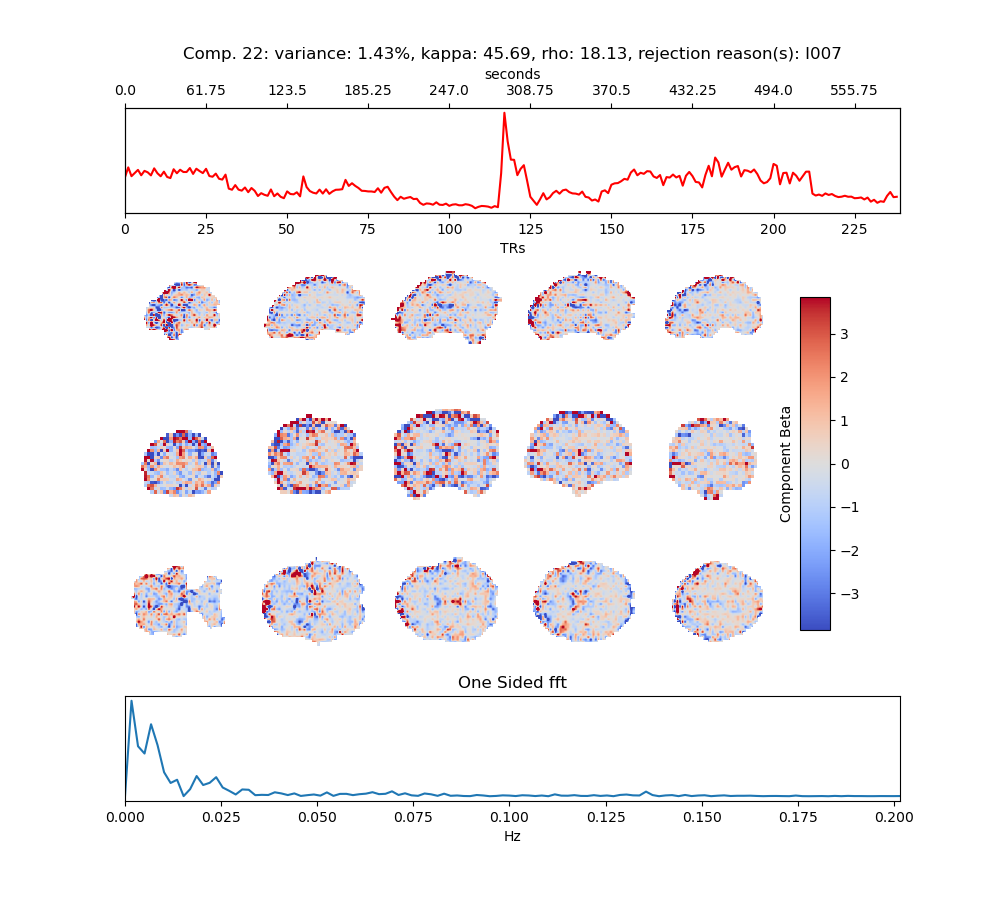 Comp. 22: variance: 1.43%, kappa: 45.69, rho: 18.13, rejection reason(s): I007
seconds
0.0 61.75 123.5 185.25 247.0 308.75 370.5 432.25 494.0 555.75
0 25 50 75 100 125 150 175 200 225
TRs
3
2
1
0
−1
−2
−3
Component Beta
One Sided fft
0.000 0.025 0.050 0.075 0.100 0.125 0.150 0.175 0.200
Hz